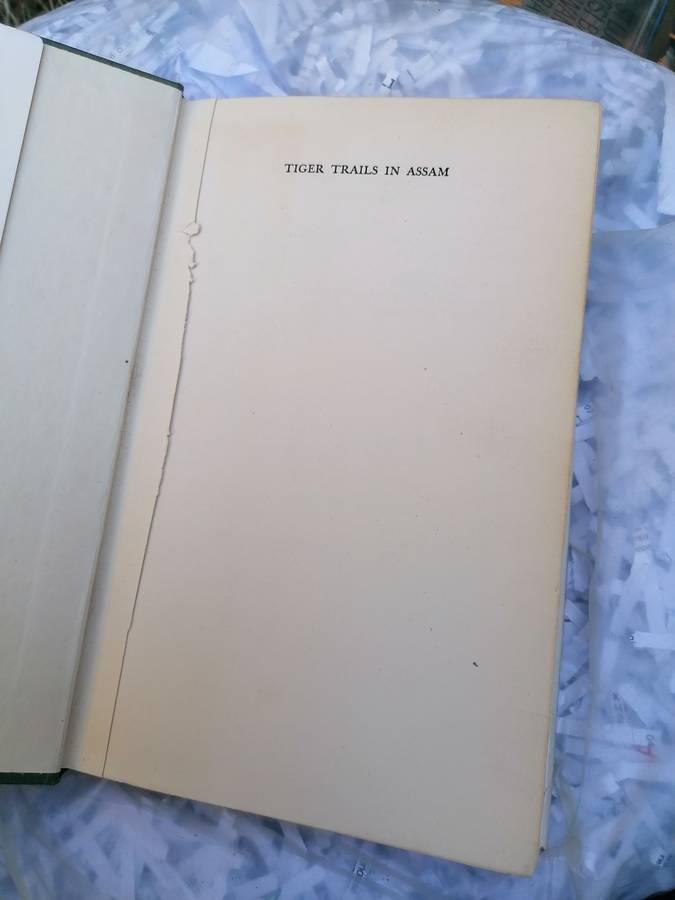 TIGER TRAILS IN ASSAM